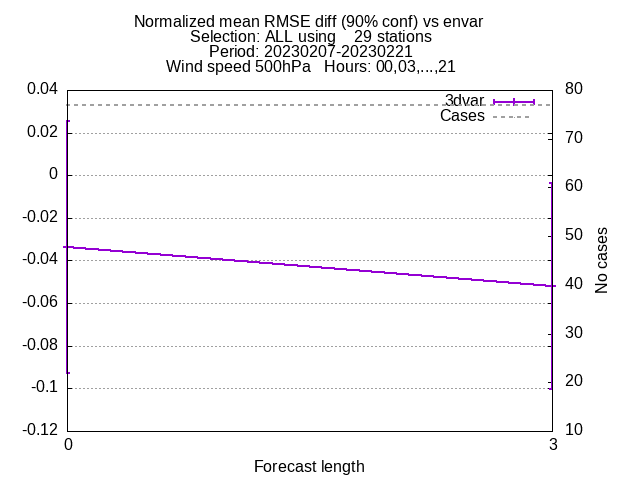 Normalized mean RMSE diff (90% conf) vs envar
Selection: ALL using    29 stations
Period: 20230207-20230221
Wind speed 500hPa   Hours: 00,03,...,21
3dvar
Cases
0.04
0.02
0
-0.02
-0.04
-0.06
-0.08
-0.1
-0.12
80
70
60
50
40
30
20
10
No cases
0
3
Forecast length